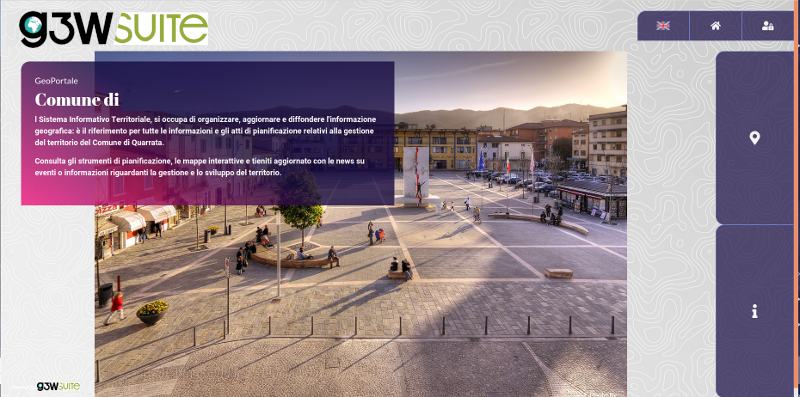 g3wSUITE
GeoPortale
Comune di
l Sistema Informativo Territoriale, si occupa di organizzare, aggiornare e diffondere l'informazione
geografica: è il riferimento per tutte le informazioni e gli atti di pianificazione relativi alla gestione
del territorio del Comune di Quarrata.
Consulta gli strumenti di pianificazione, le mappe interattive e tieniti aggiornato con le news su
eventi o informazioni riguardanti la gestione e lo sviluppo del territorio.
g3wSUITE